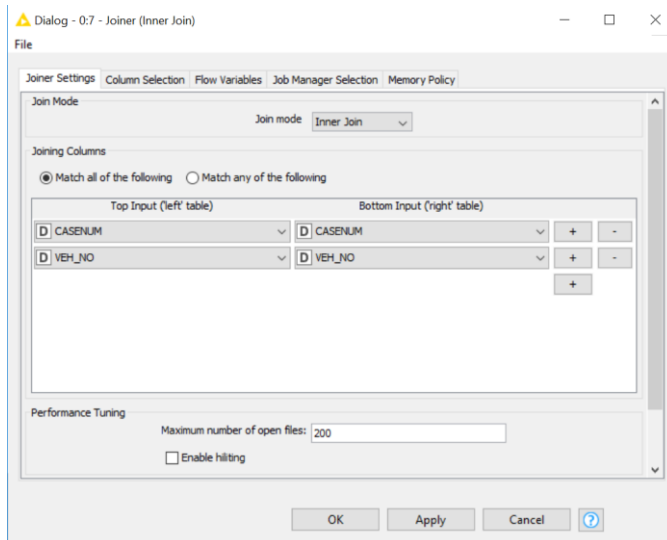 Dialog - 0:7 - Joiner (Inner Join)
File
Joiner Settings Column Selection Flow Variables Job Manager Selection Memory Policy
Join Mode
Join mode Inner Join
Joining Columns
Match all of the following Match any of the following
Top Input ('left' table) Bottom Input ('right' table)
D CASENUM D CASENUM + -
D VEH_NO D VEH_NO + -
+
Performance Tuning
Maximum number of open files: 200
Enable hiliting
OK Apply Cancel ?